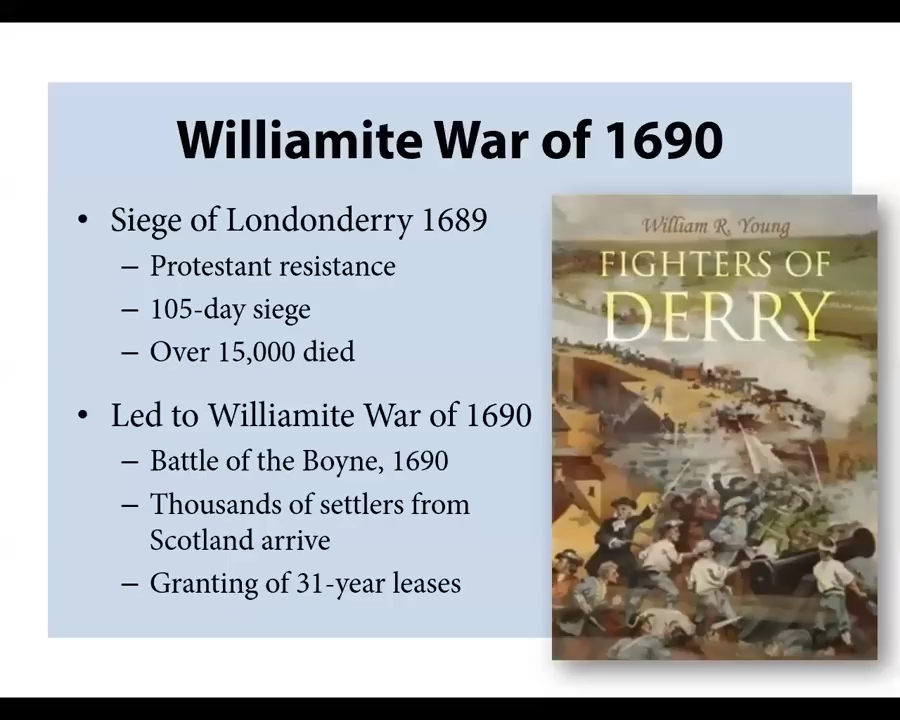 Williamite War of 1690
• Siege of Londonderry 1689
– Protestant resistance
– 105-day siege
– Over 15,000 died
• Led to Williamite War of 1690
– Battle of the Boyne, 1690
– Thousands of settlers from
Scotland arrive
– Granting of 31-year leases
William R. Young
FIGHTERS OF
DERRY